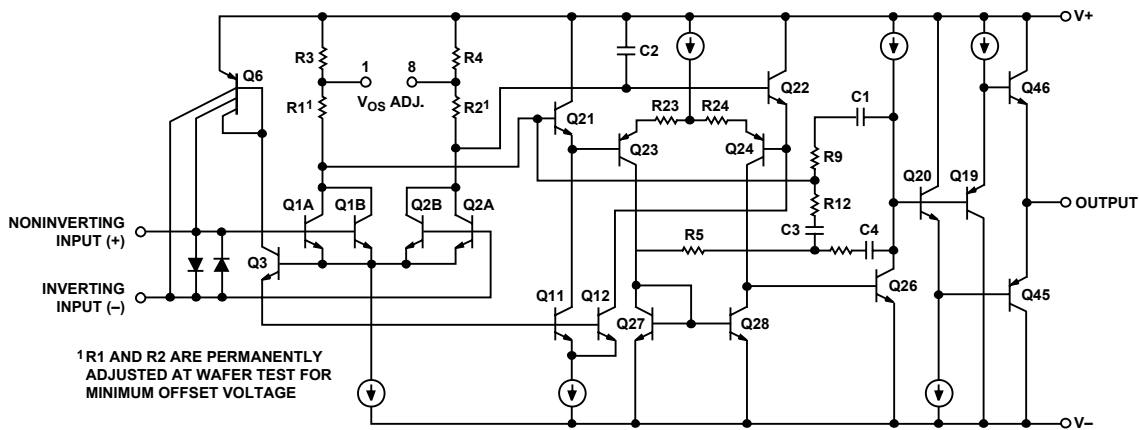 V+
R3
R4
C2
Q6
1
8
VOS ADJ.
R1¹
R2¹
Q22
Q46
Q21
R23
R24
C1
Q23
Q24
R9
Q20
Q19
Q1A
Q1B
Q2B
Q2A
R12
OUTPUT
NONINVERTING
INPUT (+)
Q3
C3
C4
R5
Q26
INVERTING
INPUT (–)
Q11
Q12
Q27
Q28
Q45
¹R1 AND R2 ARE PERMANENTLY
ADJUSTED AT WAFER TEST FOR
MINIMUM OFFSET VOLTAGE
V–